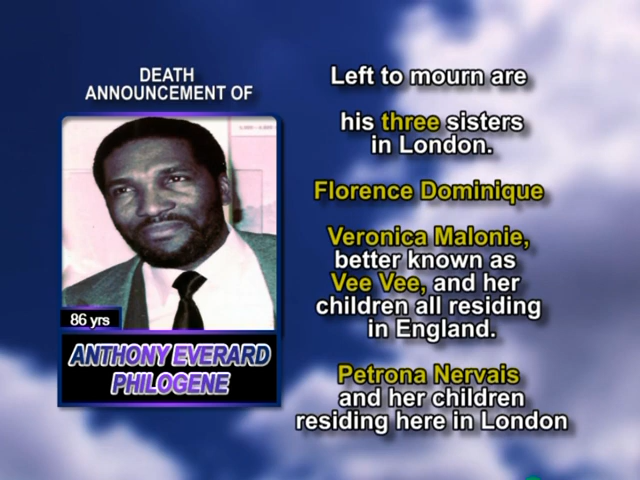 DEATH
ANNOUNCEMENT OF
86 yrs
ANTHONY EVERARD
PHILOGENE
Left to mourn are
his three sisters
in London.
Florence Dominique
Veronica Malonie,
better known as
Vee Vee, and her
children all residing
in England.
Petrona Nervais
and her children
residing here in London